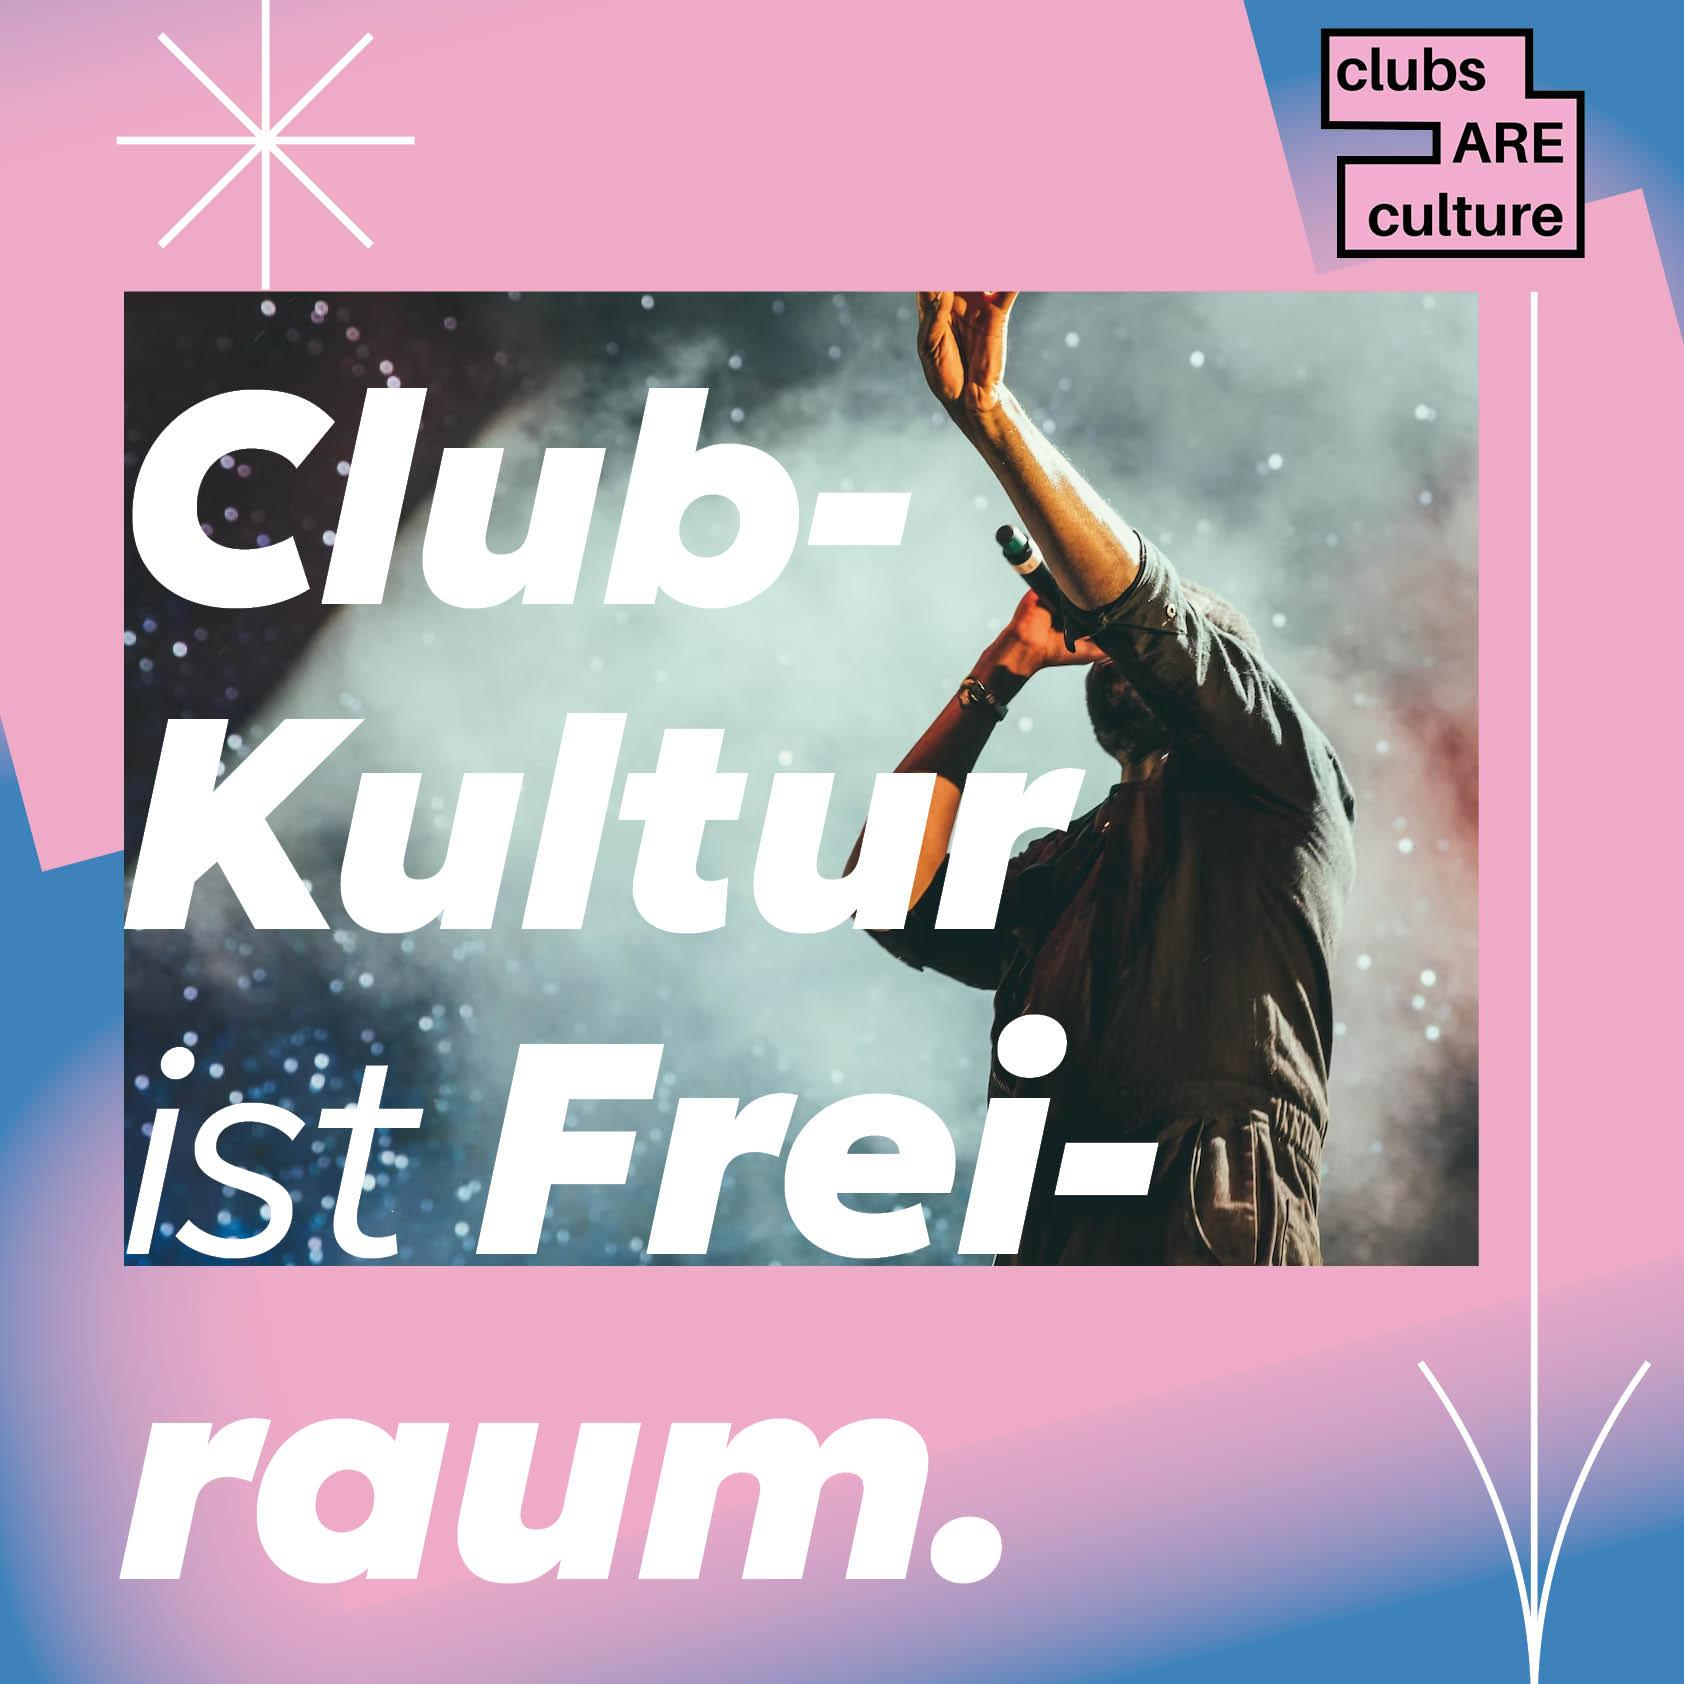 clubs
ARE
culture
Club-
Kultur
ist Frei-
raum.